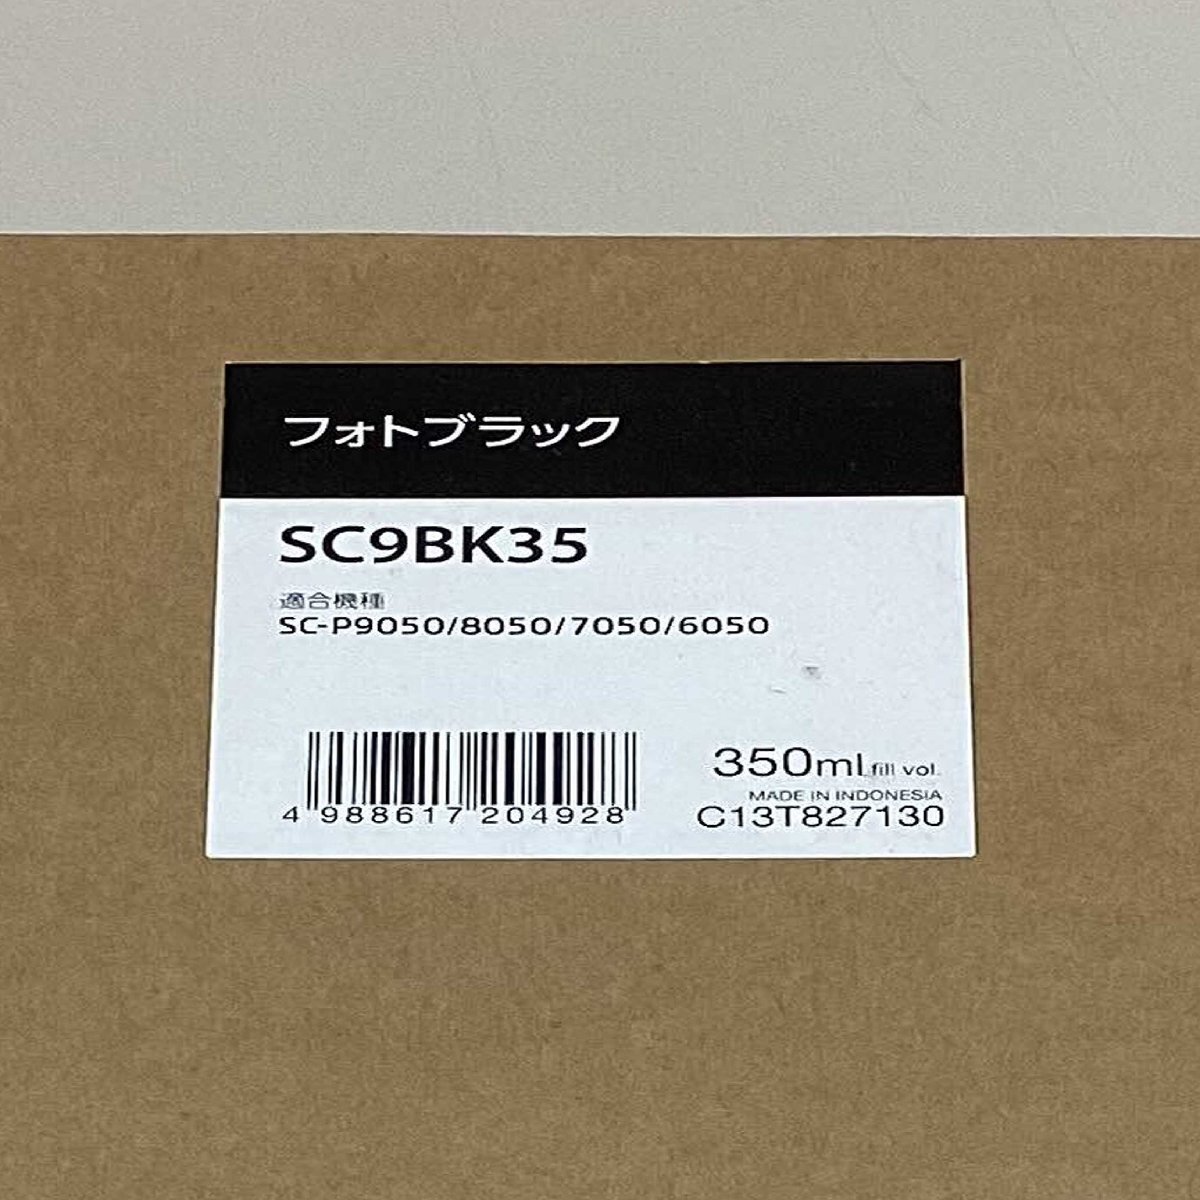 フォトブラック
SC9BK35
適合機種
SC-P9050/8050/7050/6050
350ml fill vol.
MADE IN INDONESIA
4 988617 204928
C13T827130